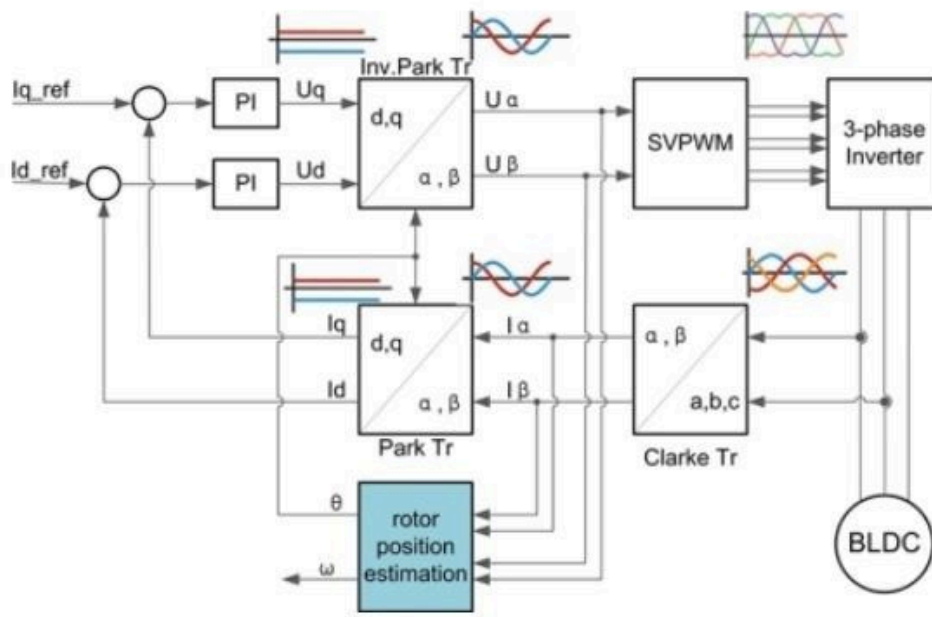 Inv.Park Tr
Iq_ref
PI
Uq
d,q
α , β
U α
U β
SVPWM
3-phase
Inverter
Id_ref
PI
Ud
Iq
Id
d,q
α , β
Park Tr
I α
I β
α , β
a,b,c
Clarke Tr
θ
ω
rotor
position
estimation
BLDC